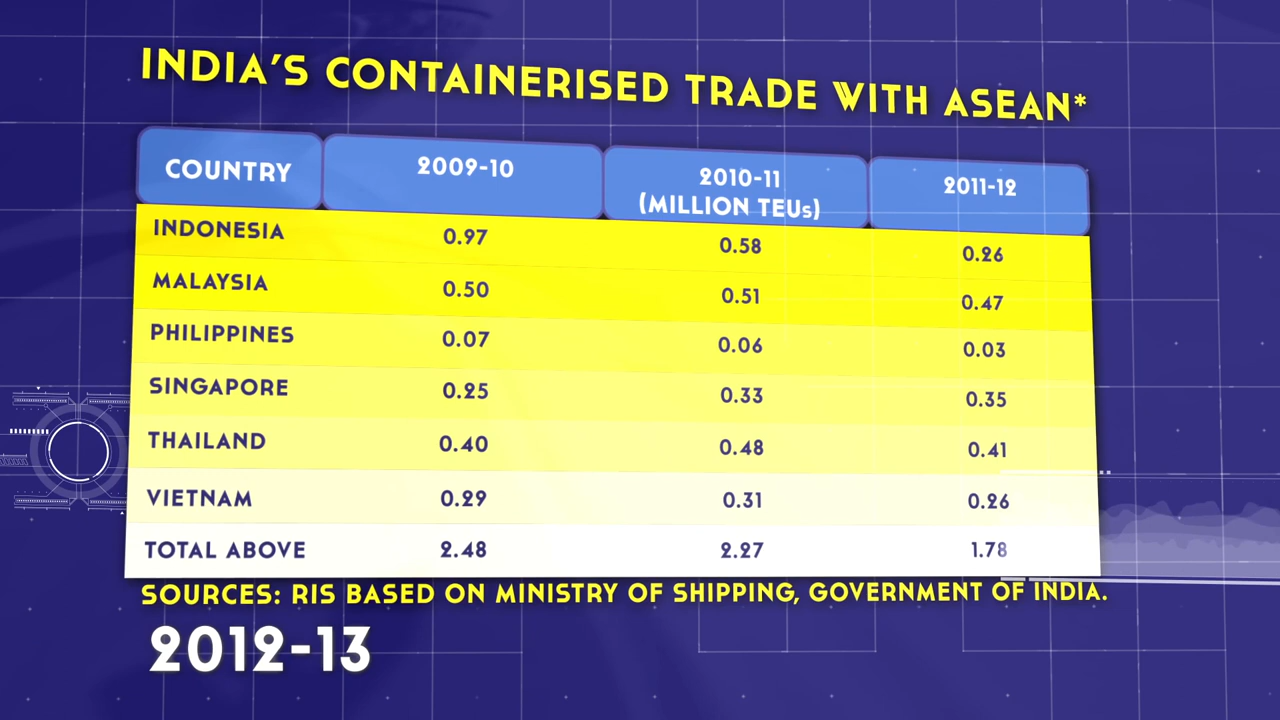 INDIA'S CONTAINERISED TRADE WITH ASEAN*
COUNTRY 2009-10 2010-11 2011-12
(MILLION TEUs)
INDONESIA 0.97 0.58 0.26
MALAYSIA 0.50 0.51 0.47
PHILIPPINES 0.07 0.06 0.03
SINGAPORE 0.25 0.33 0.35
THAILAND 0.40 0.48 0.41
VIETNAM 0.29 0.31 0.26
TOTAL ABOVE 2.48 2.27 1.78
SOURCES: RIS BASED ON MINISTRY OF SHIPPING, GOVERNMENT OF INDIA.
2012-13